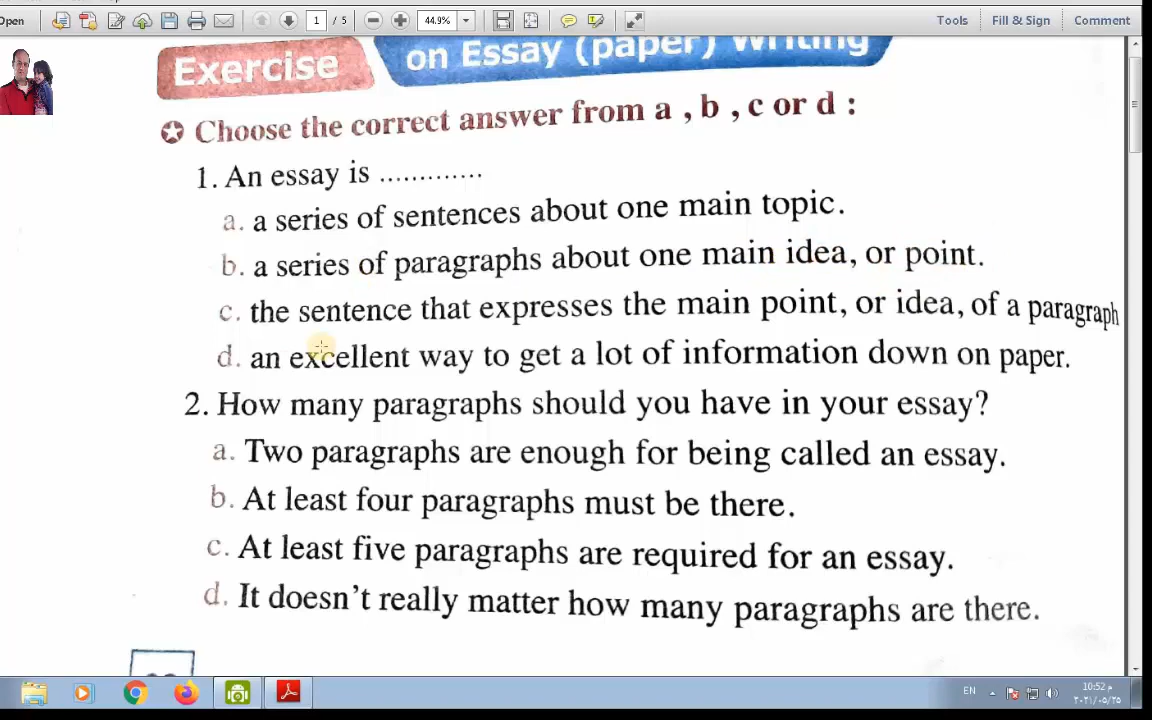 Open
1 / 5
44.9%
Tools
Fill & Sign
Comment
Exercise
on Essay (paper) Writing
Choose the correct answer from a , b , c or d :
1. An essay is .............
a. a series of sentences about one main topic.
b. a series of paragraphs about one main idea, or point.
c. the sentence that expresses the main point, or idea, of a paragraph
d. an excellent way to get a lot of information down on paper.
2. How many paragraphs should you have in your essay?
a. Two paragraphs are enough for being called an essay.
b. At least four paragraphs must be there.
c. At least five paragraphs are required for an essay.
d. It doesn't really matter how many paragraphs are there.
EN
10:52 م
٢٠٢١/٠٥/٢٥